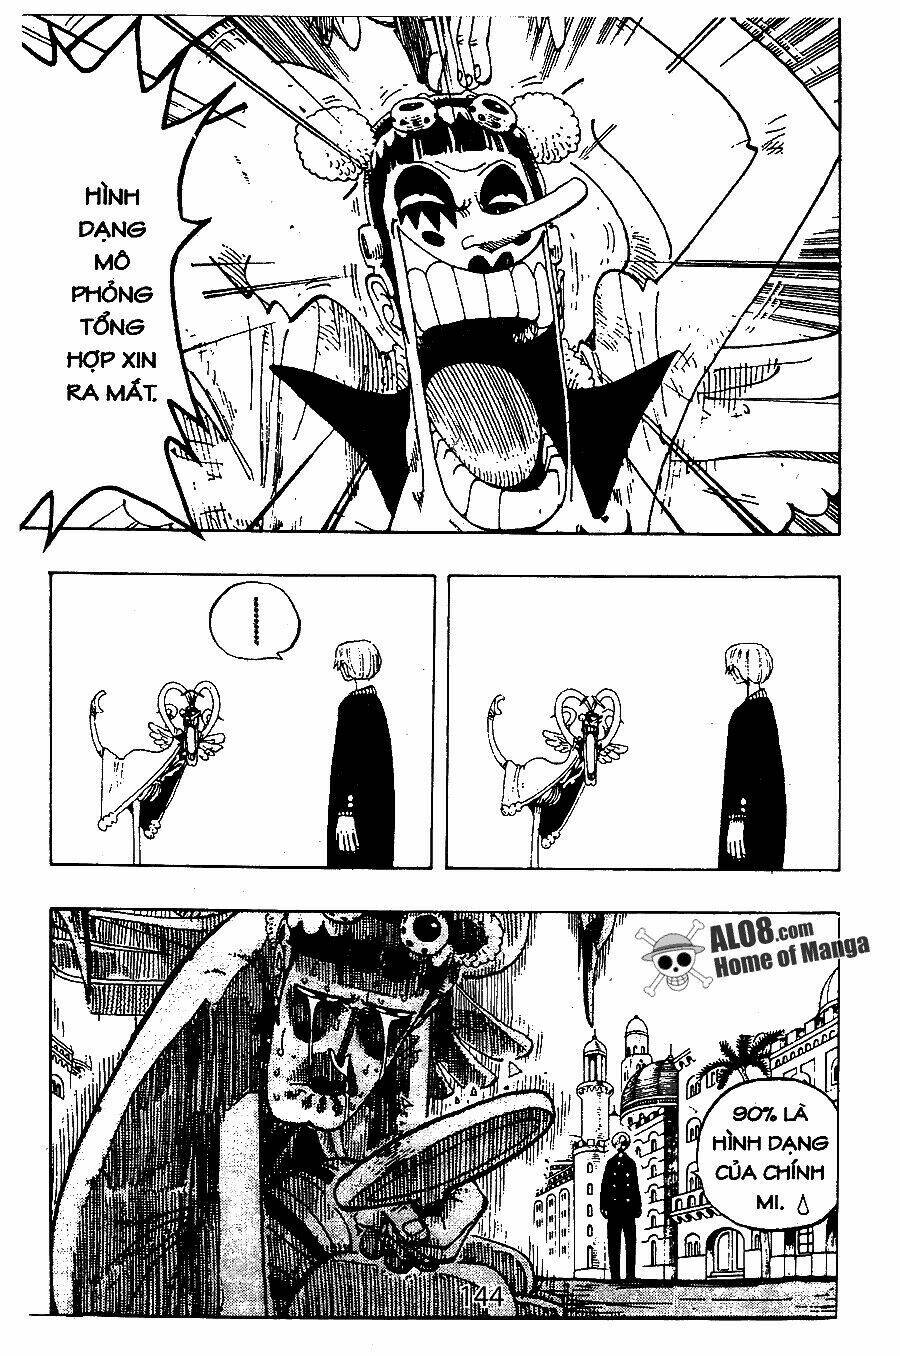 HÌNH
DẠNG
MÔ
PHỎNG
TỔNG
HỢP XIN
RA MẮT.
ALO8.com
Home of Manga
90% LÀ
HÌNH DẠNG
CỦA CHÍNH
MI.
144